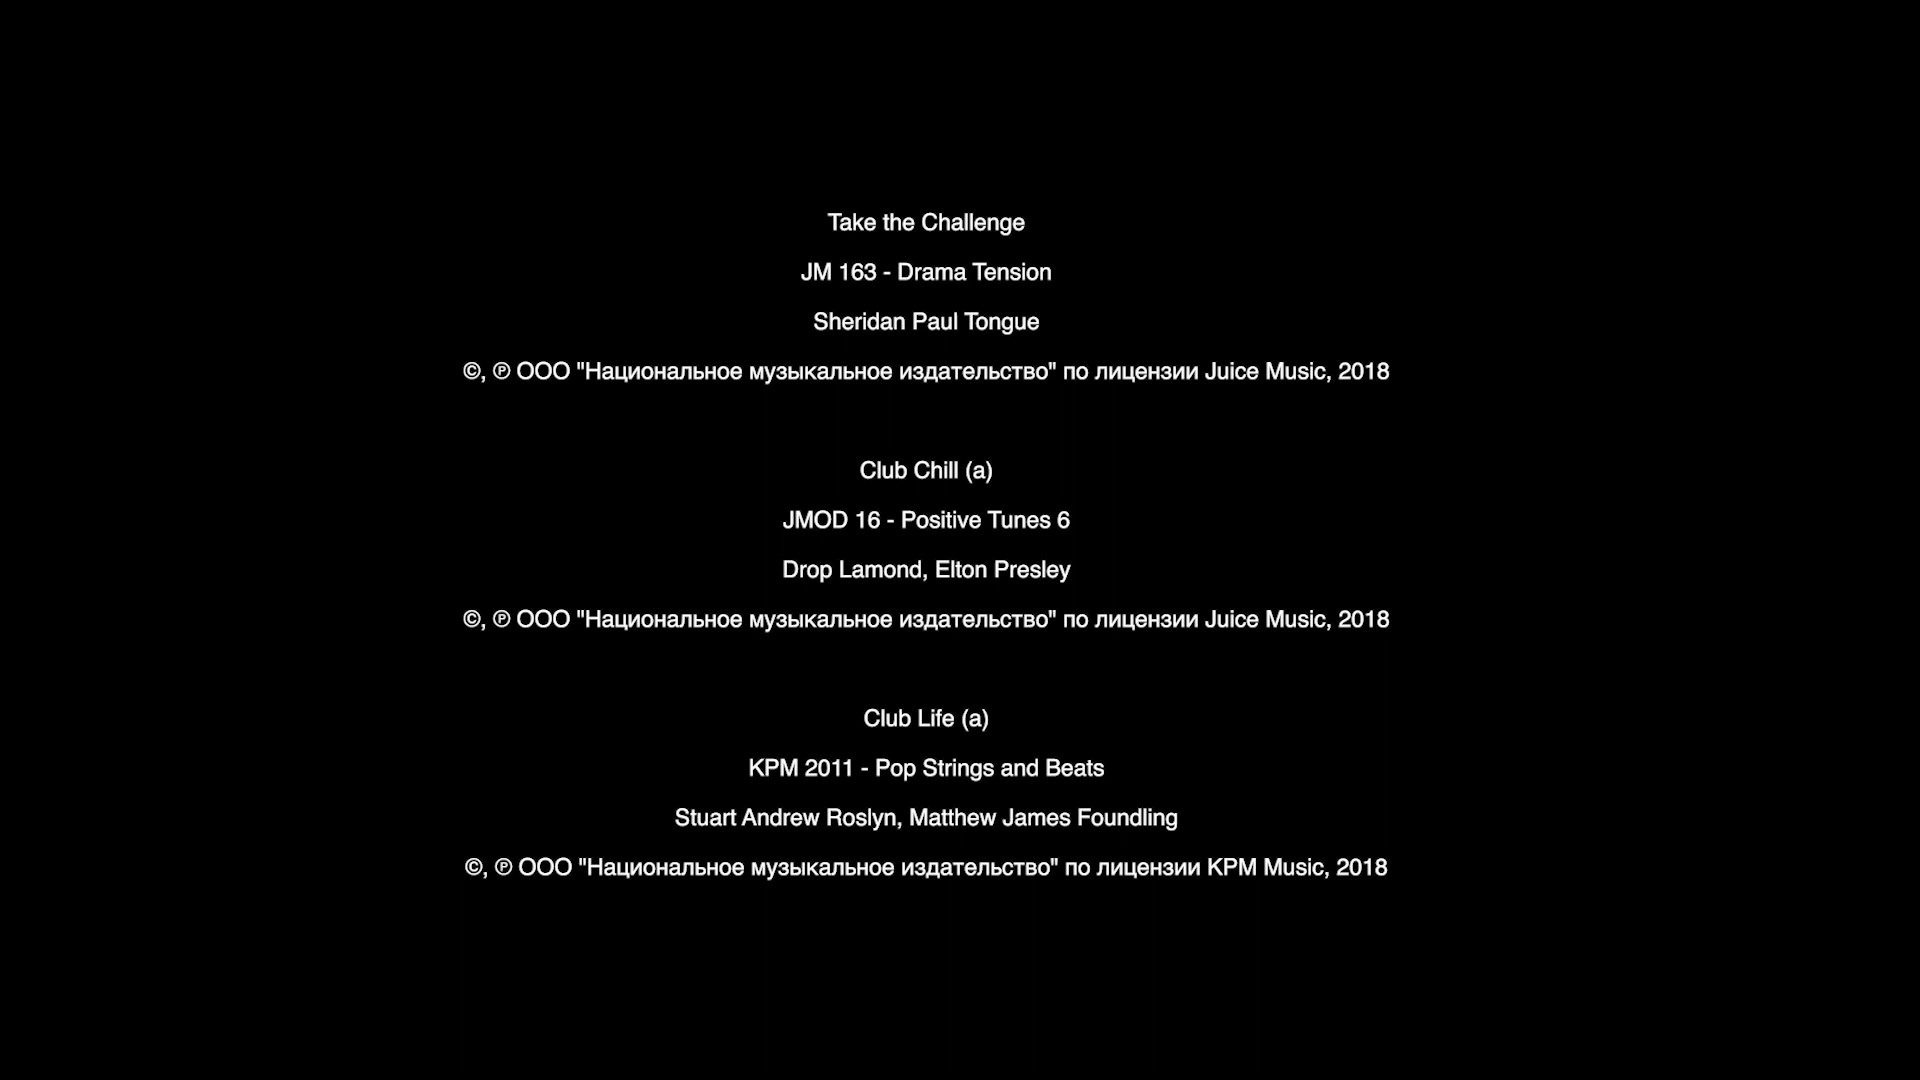 Take the Challenge
JM 163 - Drama Tension
Sheridan Paul Tongue
©, ℗ ООО "Национальное музыкальное издательство" по лицензии Juice Music, 2018
Club Chill (a)
JMOD 16 - Positive Tunes 6
Drop Lamond, Elton Presley
©, ℗ ООО "Национальное музыкальное издательство" по лицензии Juice Music, 2018
Club Life (a)
KPM 2011 - Pop Strings and Beats
Stuart Andrew Roslyn, Matthew James Foundling
©, ℗ ООО "Национальное музыкальное издательство" по лицензии KPM Music, 2018